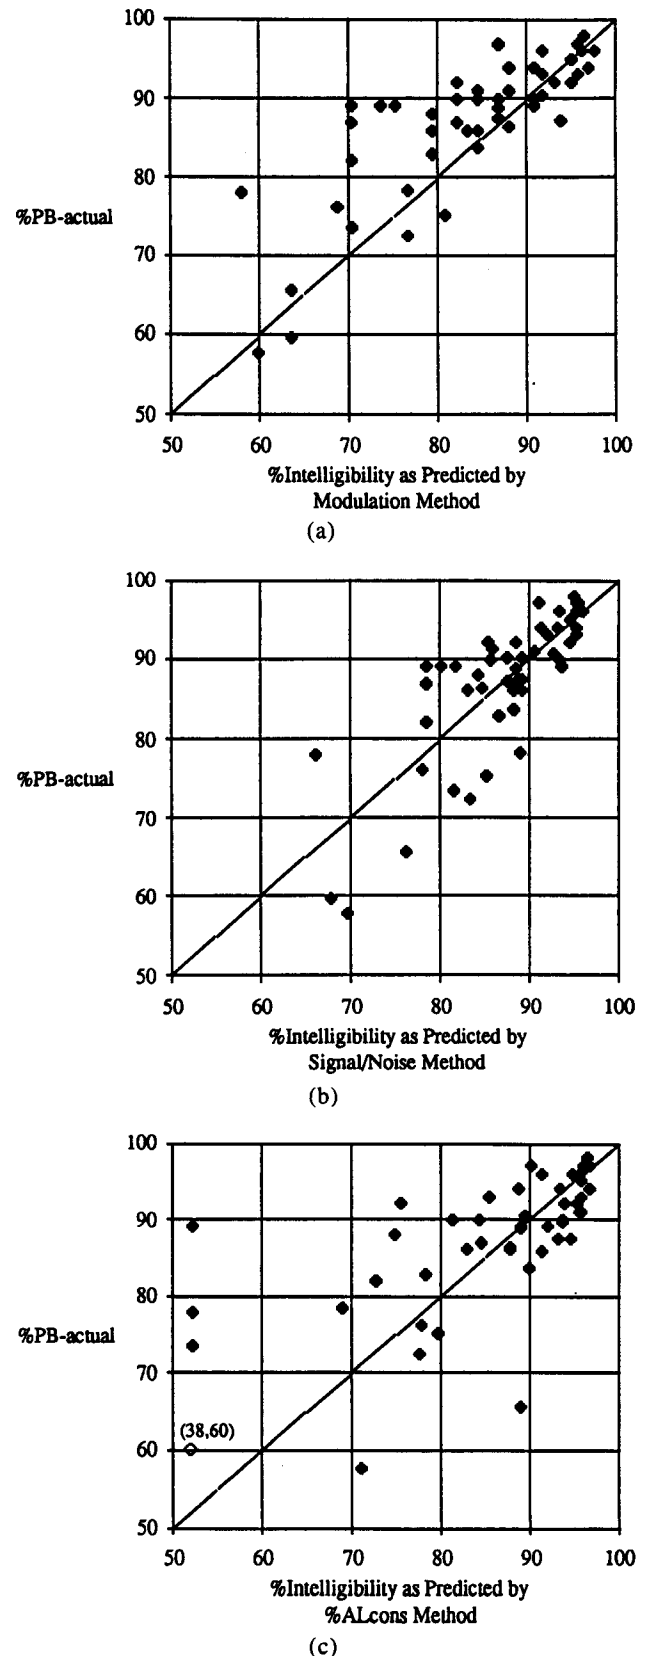 100
90
80
%PB-actual
70
60
50
50 60 70 80 90 100
%Intelligibility as Predicted by
Modulation Method
(a)
100
90
80
%PB-actual
70
60
50
50 60 70 80 90 100
%Intelligibility as Predicted by
Signal/Noise Method
(b)
100
90
80
%PB-actual
70
(38,60)
60
50
50 60 70 80 90 100
%Intelligibility as Predicted by
%ALcons Method
(c)